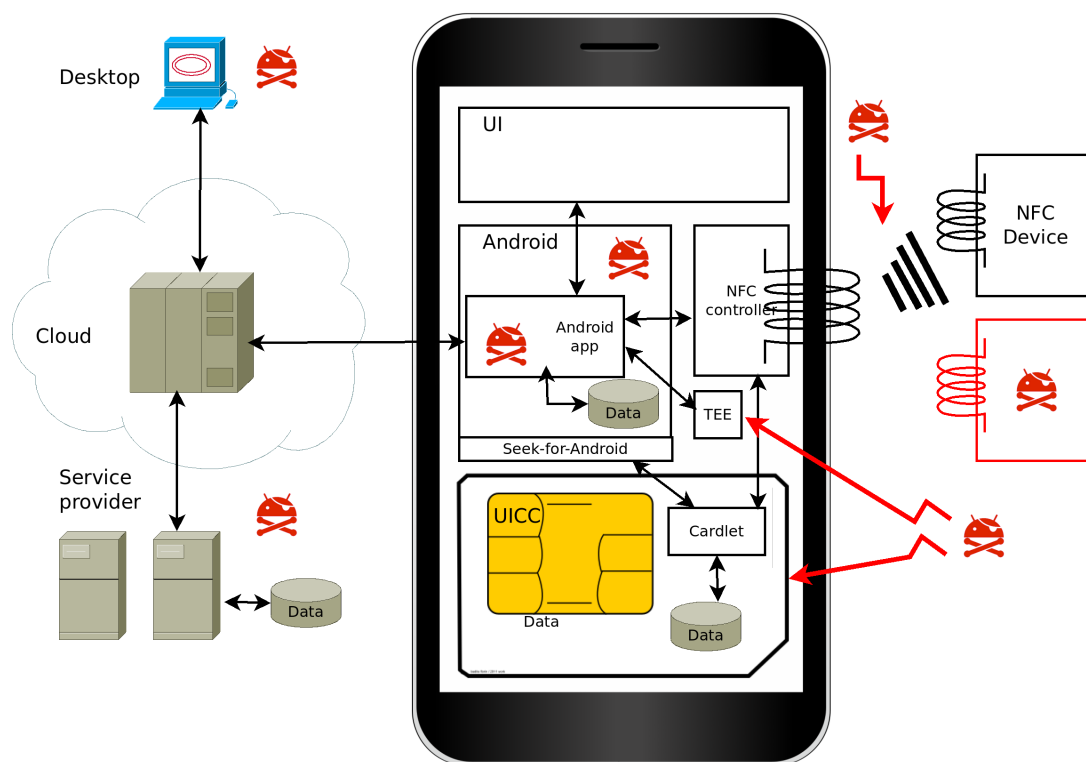 Desktop
Cloud
Service
provider
Data
UI
Android
Android
app
Data
NFC
controller
TEE
Seek-for-Android
UICC
Data
Cardlet
Data
NFC
Device